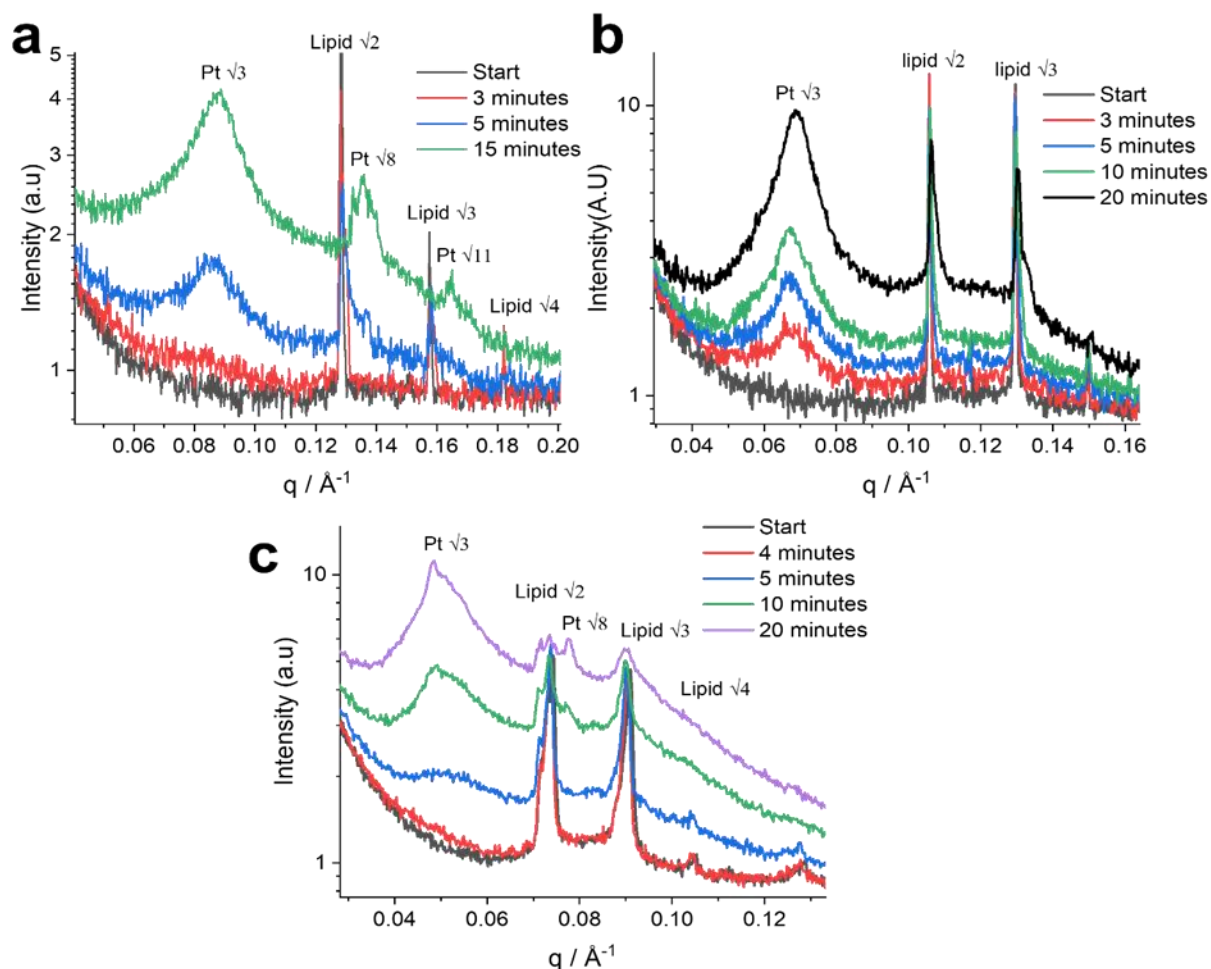 a
Lipid √2
Pt √3
Start
3 minutes
5 minutes
15 minutes
Pt √8
Lipid √3
Pt √11
Lipid √4
5
4
3
2
1
Intensity (a.u)
0.06 0.08 0.10 0.12 0.14 0.16 0.18 0.20
q / Å-1
b
lipid √2
lipid √3
Pt √3
Start
3 minutes
5 minutes
10 minutes
20 minutes
10
1
Intensity(A.U)
0.04 0.06 0.08 0.10 0.12 0.14 0.16
q / Å-1
c
Pt √3
Start
4 minutes
5 minutes
10 minutes
20 minutes
Lipid √2
Pt √8
Lipid √3
Lipid √4
10
1
Intensity (a.u)
0.04 0.06 0.08 0.10 0.12
q / Å-1